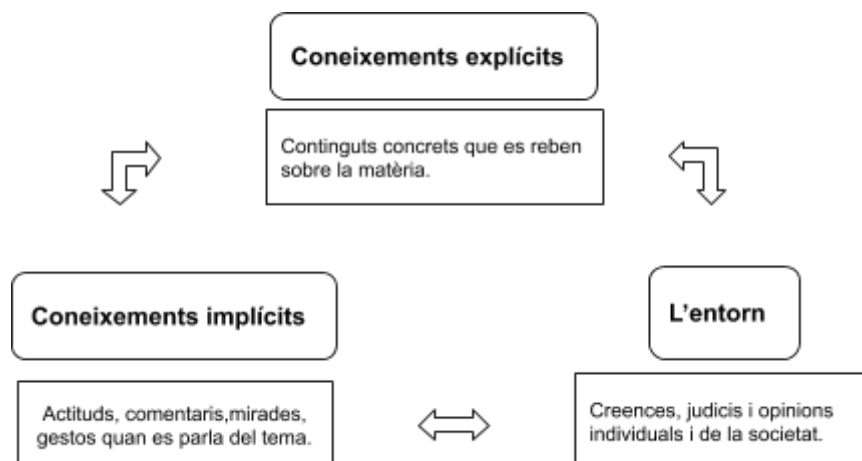 Coneixements explícits
Continguts concrets que es reben
sobre la matèria.
Coneixements implícits
Actituds, comentaris,mirades,
gestos quan es parla del tema.
L'entorn
Creences, judicis i opinions
individuals i de la societat.